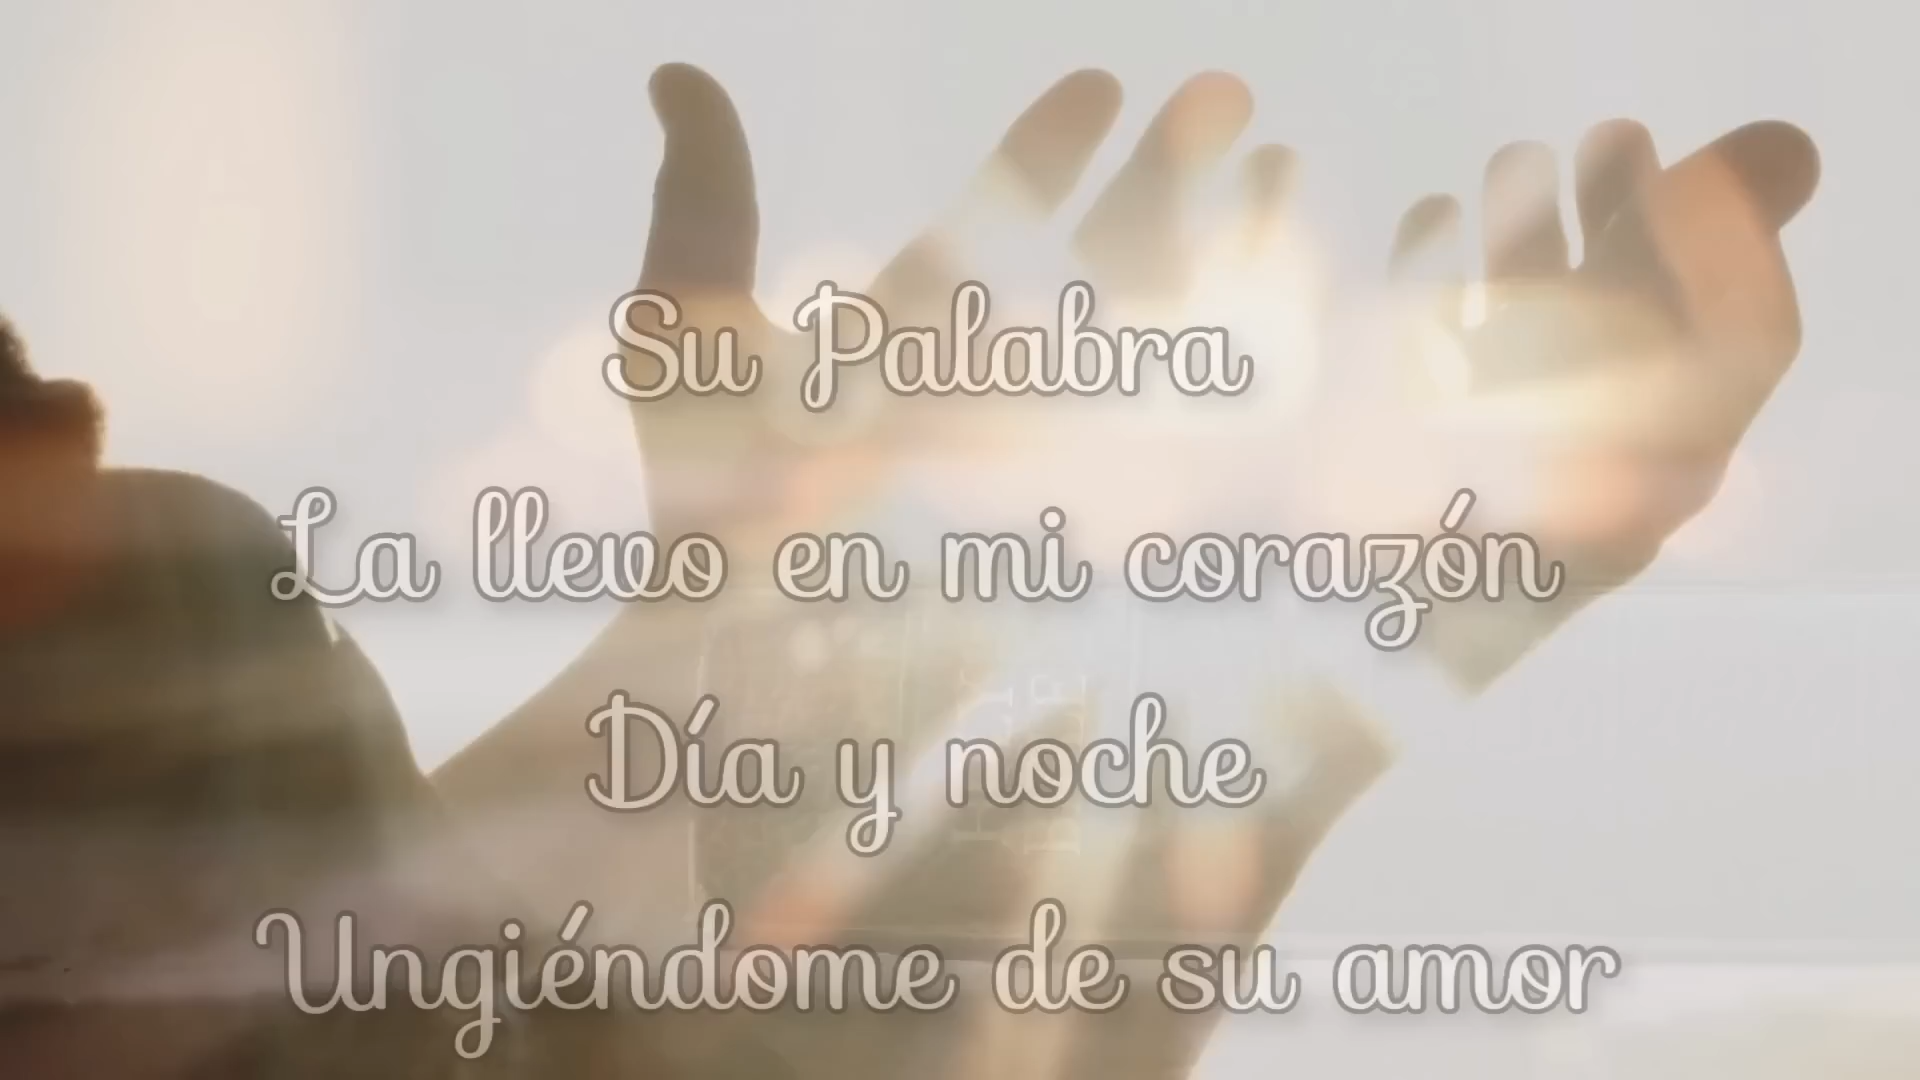 Su Palabra
La llevo en mi corazón
Día y noche
Ungiéndome de su amor